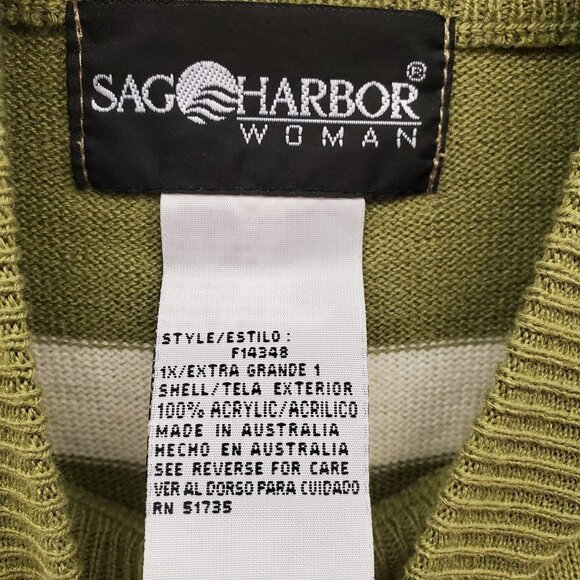 SAG HARBOR®
WOMAN
STYLE/ESTILO:
F14348
1X/EXTRA GRANDE 1
SHELL/TELA EXTERIOR
100% ACRYLIC/ACRILICO
MADE IN AUSTRALIA
HECHO EN AUSTRALIA
SEE REVERSE FOR CARE
VER AL DORSO PARA CUIDADO
RN 51735